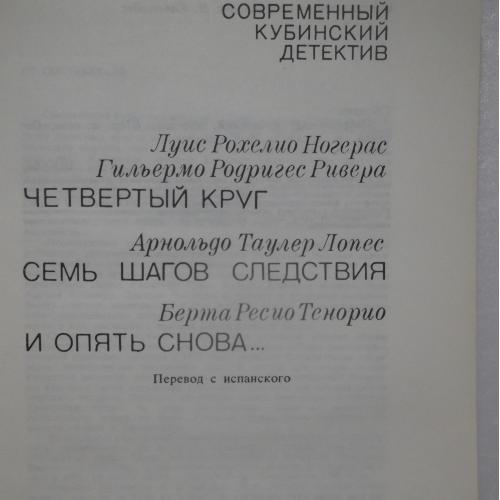 СОВРЕМЕННЫЙ
КУБИНСКИЙ
ДЕТЕКТИВ
Луис Рохелио Ногерас
Гильермо Родригес Ривера
ЧЕТВЕРТЫЙ КРУГ
Арнольдо Таулер Лопес
СЕМЬ ШАГОВ СЛЕДСТВИЯ
Берта Ресио Тенорио
И ОПЯТЬ СНОВА...
Перевод с испанского